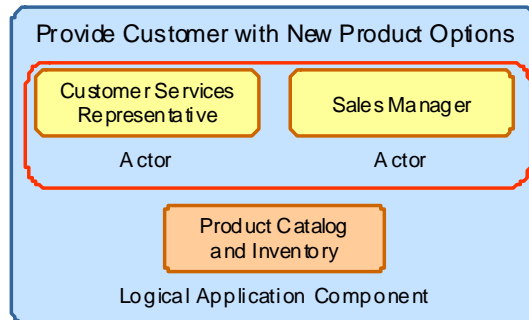 Provide Customer with New Product Options
Customer Services
Representative
Sales Manager
Actor
Actor
Product Catalog
and Inventory
Logical Application Component